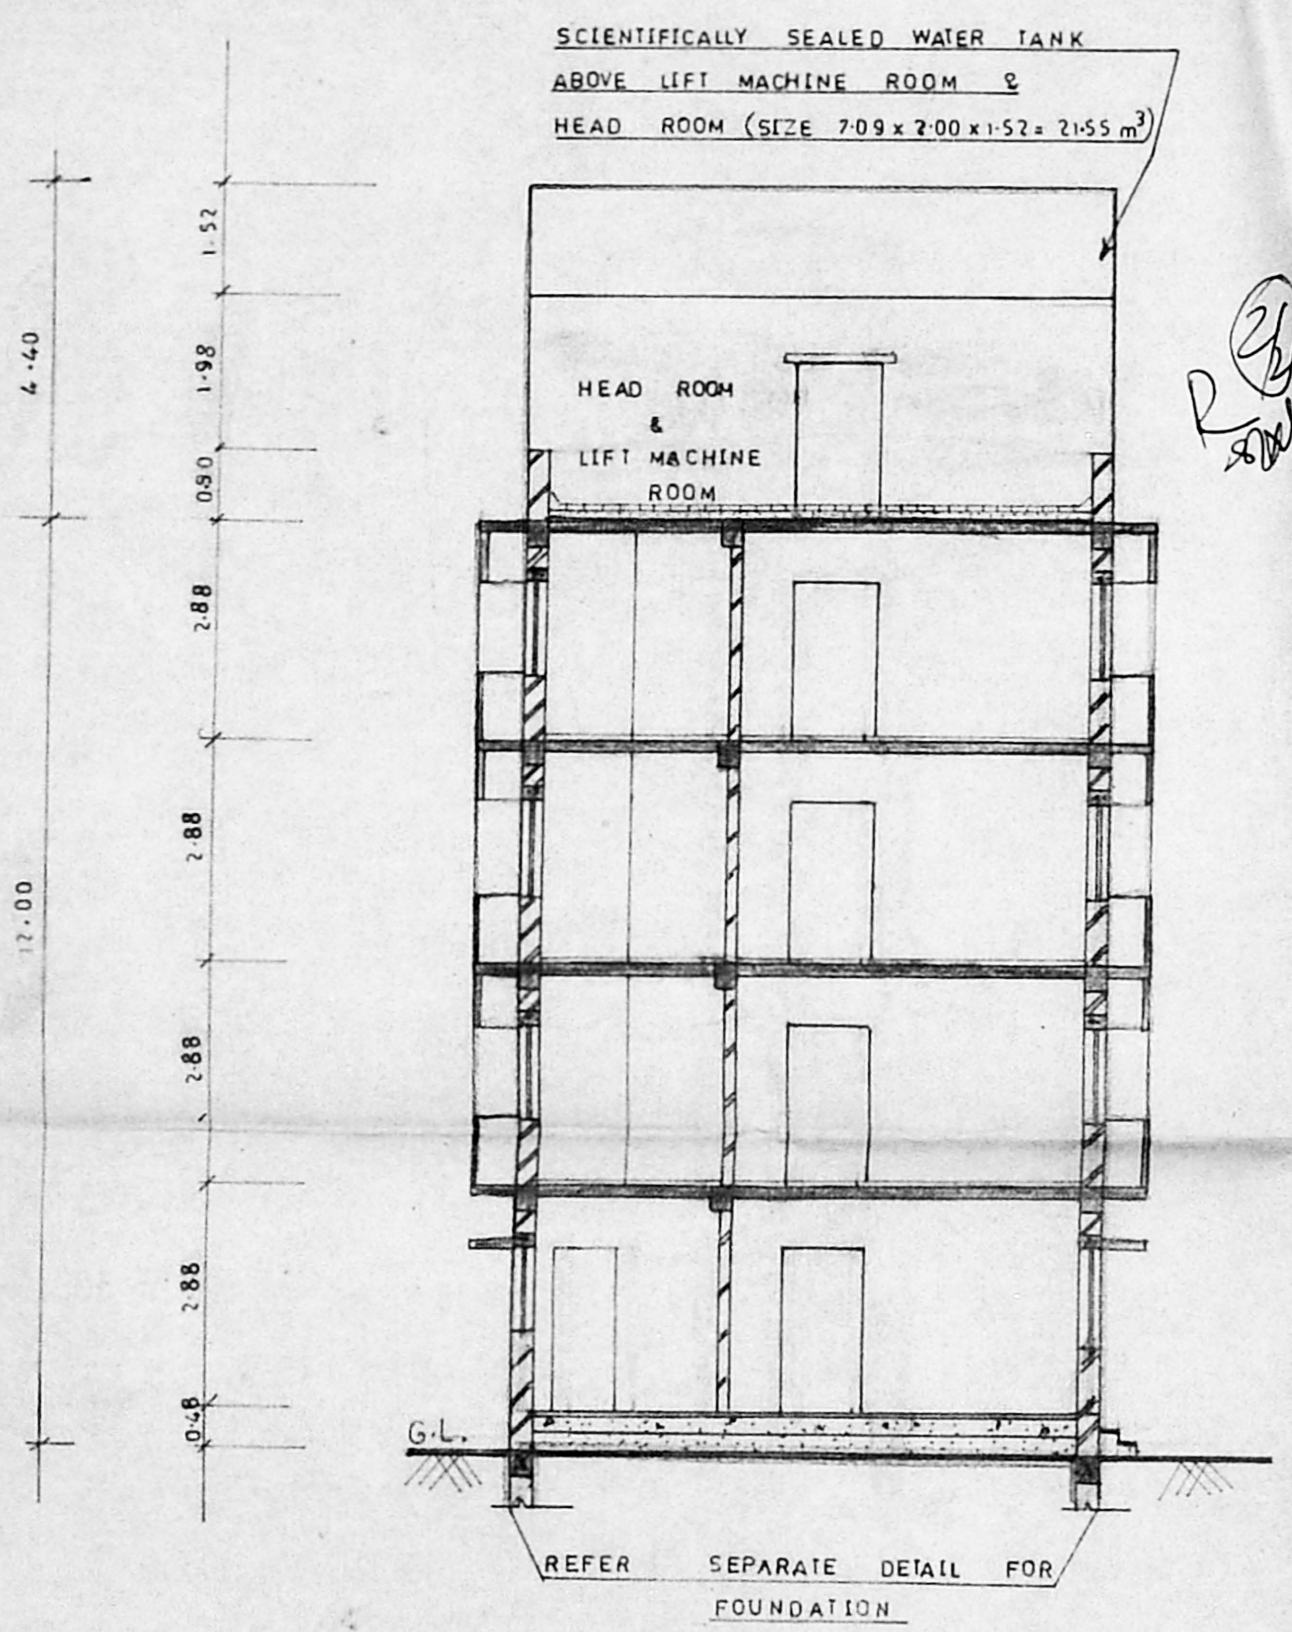 SCIENTIFICALLY SEALED WATER TANK
ABOVE LIFT MACHINE ROOM &
HEAD ROOM (SIZE 7.09 x 2.00 x 1.52 = 21.55 m³)
1.52
4.40
1.98
HEAD ROOM
&
LIFT MACHINE
ROOM
0.90
2.88
2.88
12.00
2.88
2.88
0.48
G.L.
REFER SEPARATE DETAIL FOR
FOUNDATION